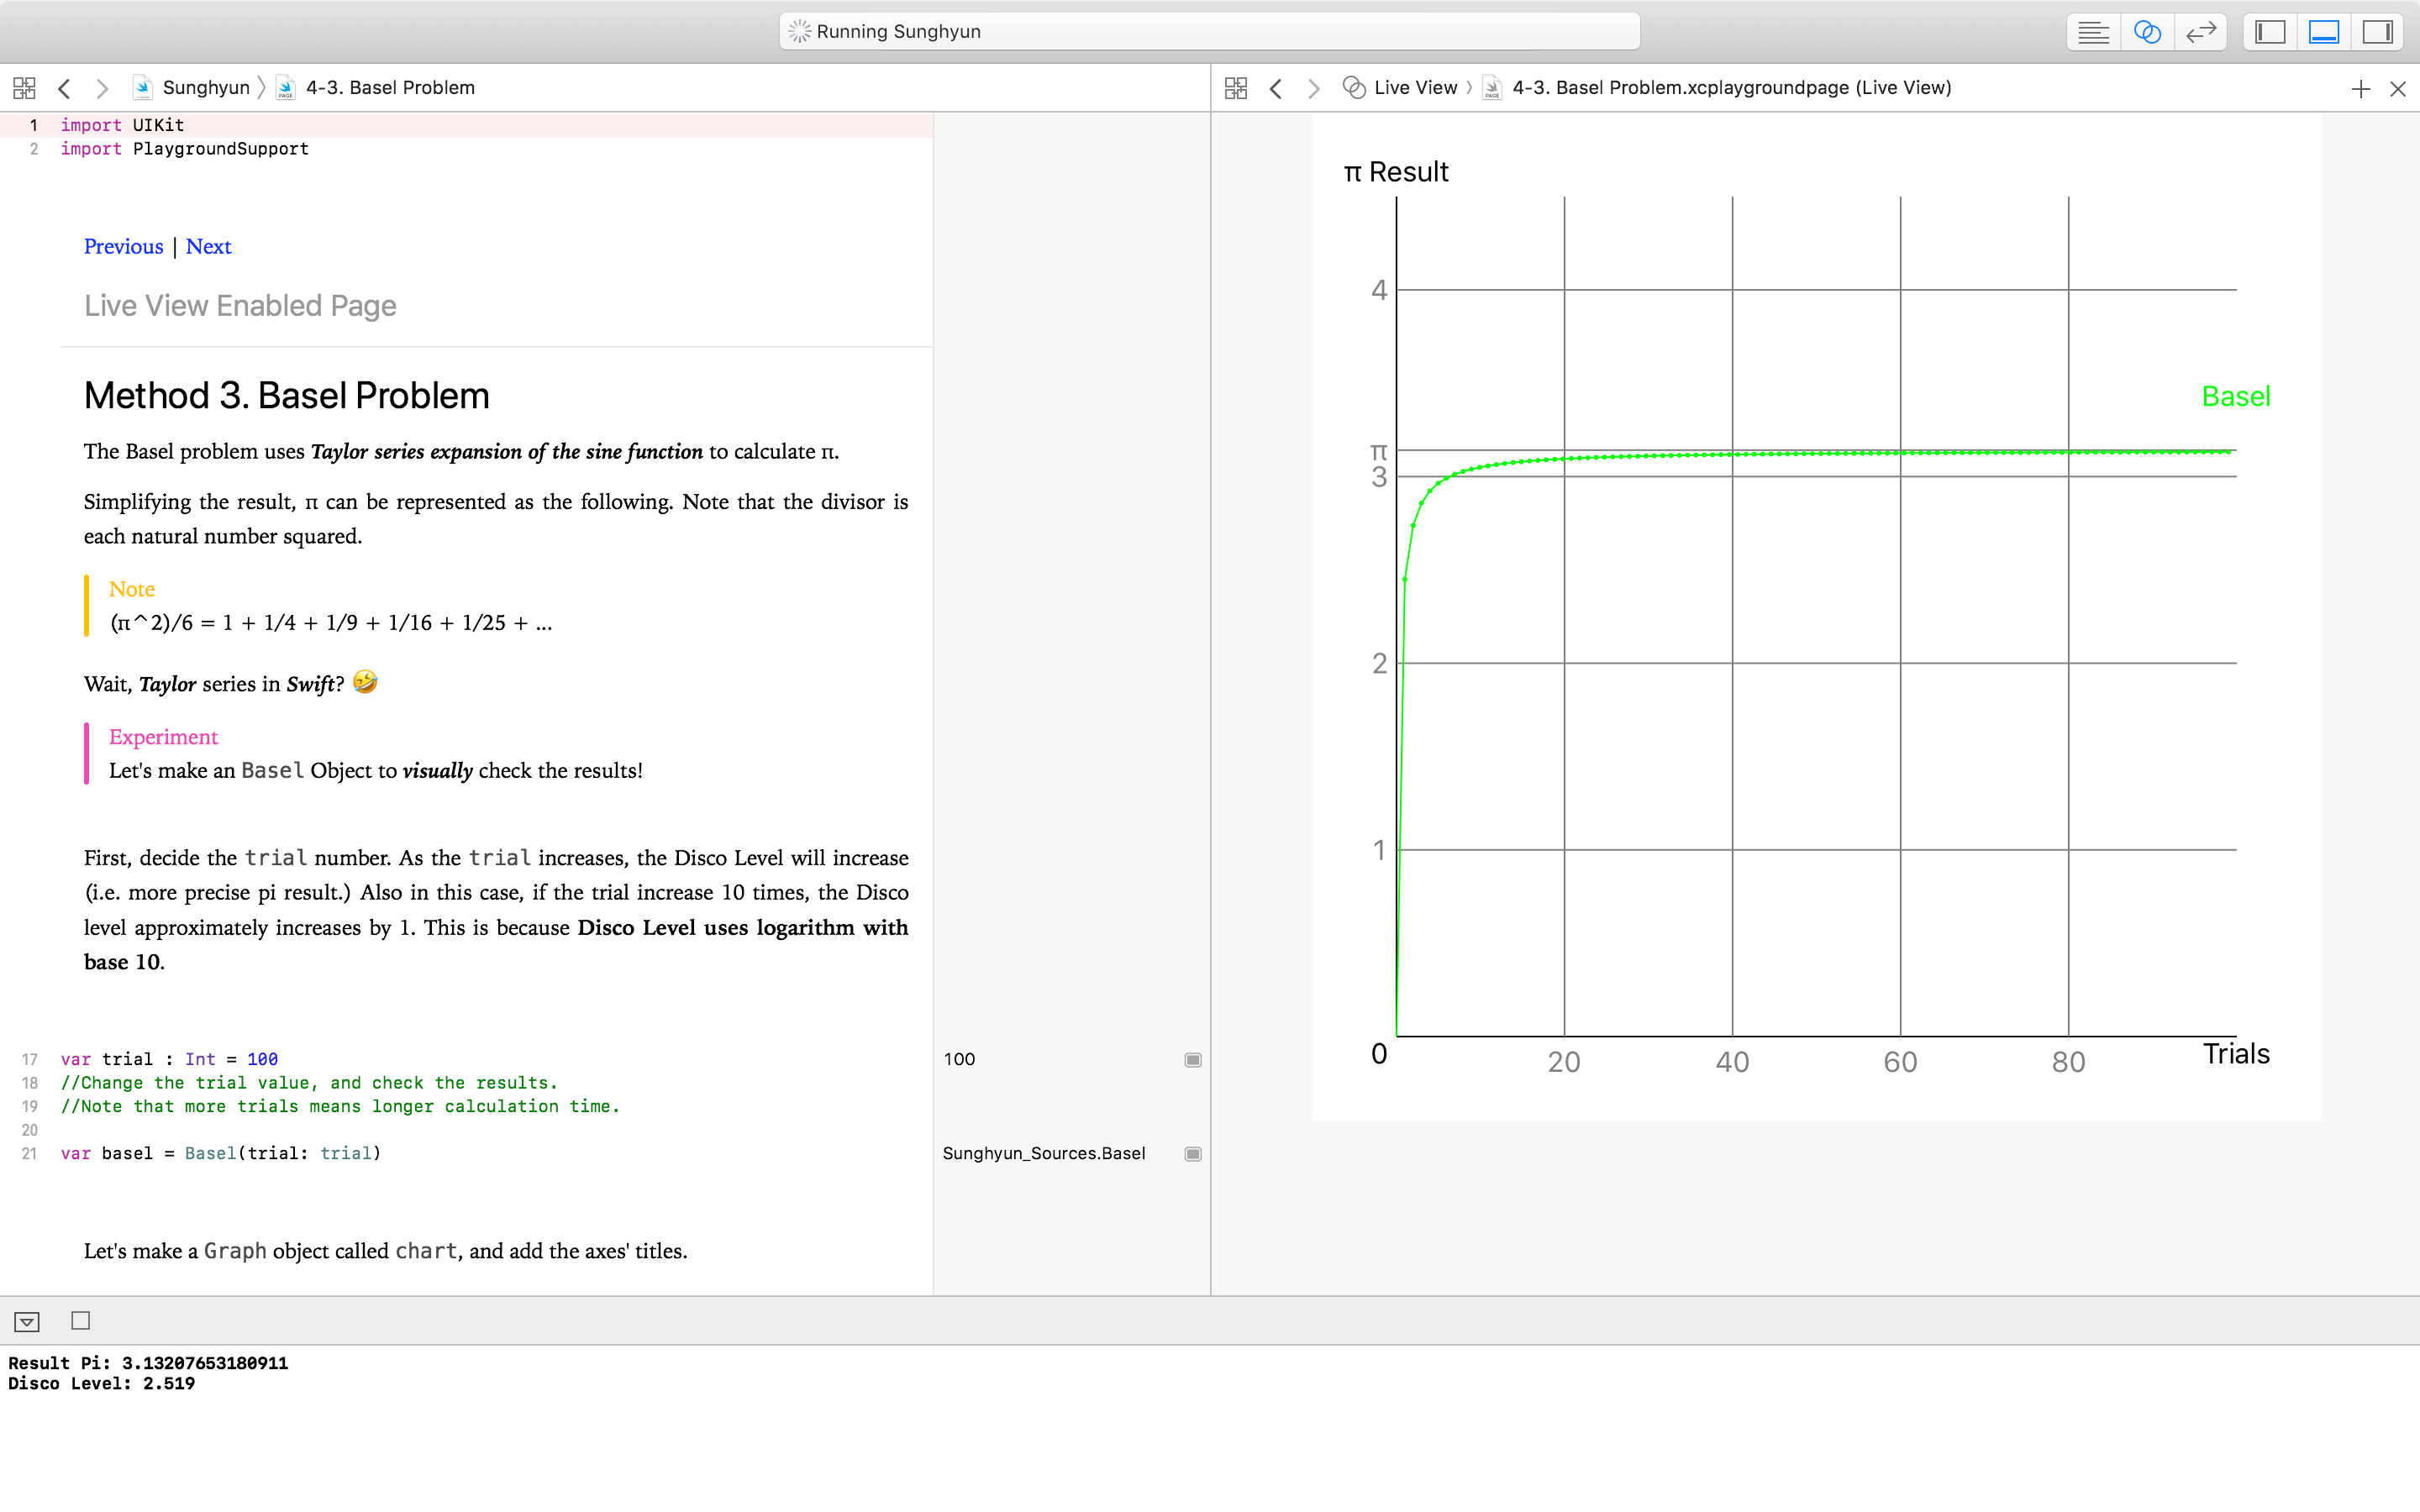 Running Sunghyun
Sunghyun 〉 4-3. Basel Problem
1 import UIKit
2 import PlaygroundSupport
Previous | Next
Live View Enabled Page
Method 3. Basel Problem
The Basel problem uses Taylor series expansion of the sine function to calculate π.
Simplifying the result, π can be represented as the following. Note that the divisor is
each natural number squared.
Note
(π^2)/6 = 1 + 1/4 + 1/9 + 1/16 + 1/25 + ...
Wait, Taylor series in Swift? 🤣
Experiment
Let's make an Basel Object to visually check the results!
First, decide the trial number. As the trial increases, the Disco Level will increase
(i.e. more precise pi result.) Also in this case, if the trial increase 10 times, the Disco
level approximately increases by 1. This is because Disco Level uses logarithm with
base 10.
17 var trial : Int = 100
100
18 //Change the trial value, and check the results.
19 //Note that more trials means longer calculation time.
20
21 var basel = Basel(trial: trial)
Sunghyun_Sources.Basel
Let's make a Graph object called chart, and add the axes' titles.
Live View 〉 4-3. Basel Problem.xcplaygroundpage (Live View)
π Result
4
Basel
π
3
2
1
0
20 40 60 80 Trials
Result Pi: 3.13207653180911
Disco Level: 2.519